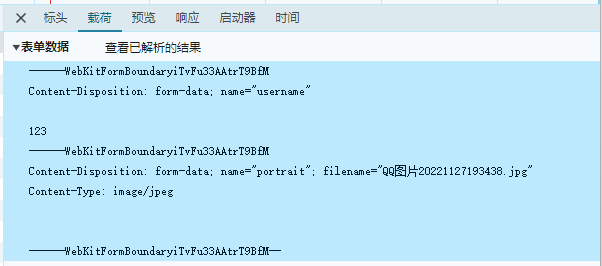 标头 载荷 预览 响应 启动器 时间
▼表单数据 查看已解析的结果
------WebKitFormBoundaryiTvFu33AAtrT9BfM
Content-Disposition: form-data; name="username"
123
------WebKitFormBoundaryiTvFu33AAtrT9BfM
Content-Disposition: form-data; name="portrait"; filename="QQ图片20221127193438.jpg"
Content-Type: image/jpeg
------WebKitFormBoundaryiTvFu33AAtrT9BfM--